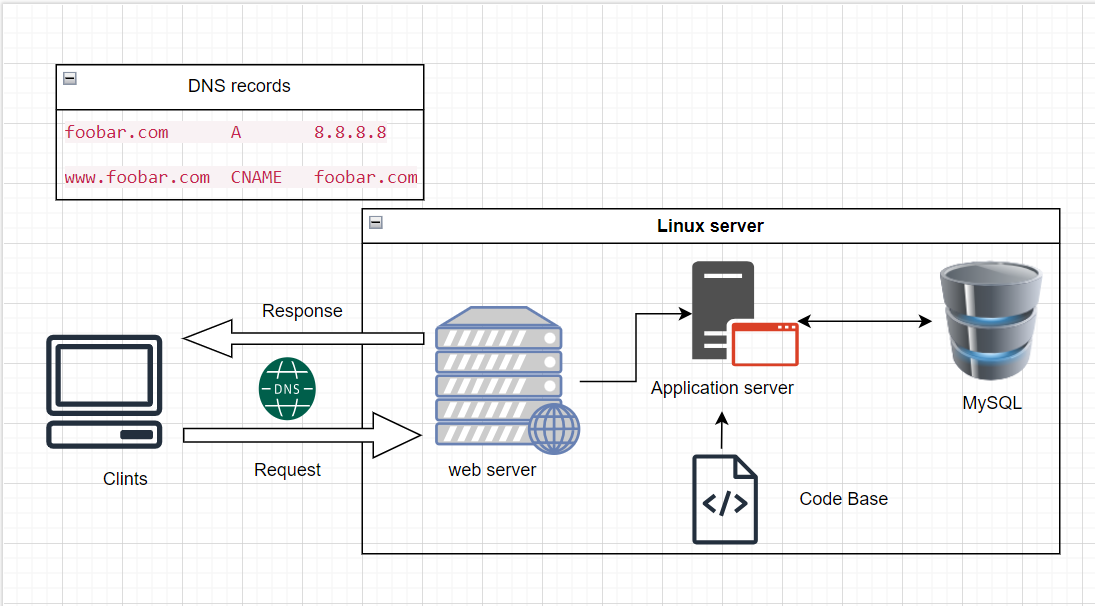 DNS records
foobar.com A 8.8.8.8
www.foobar.com CNAME foobar.com
Linux server
Response
DNS
Request
Clints
web server
Application server
MySQL
</>
Code Base